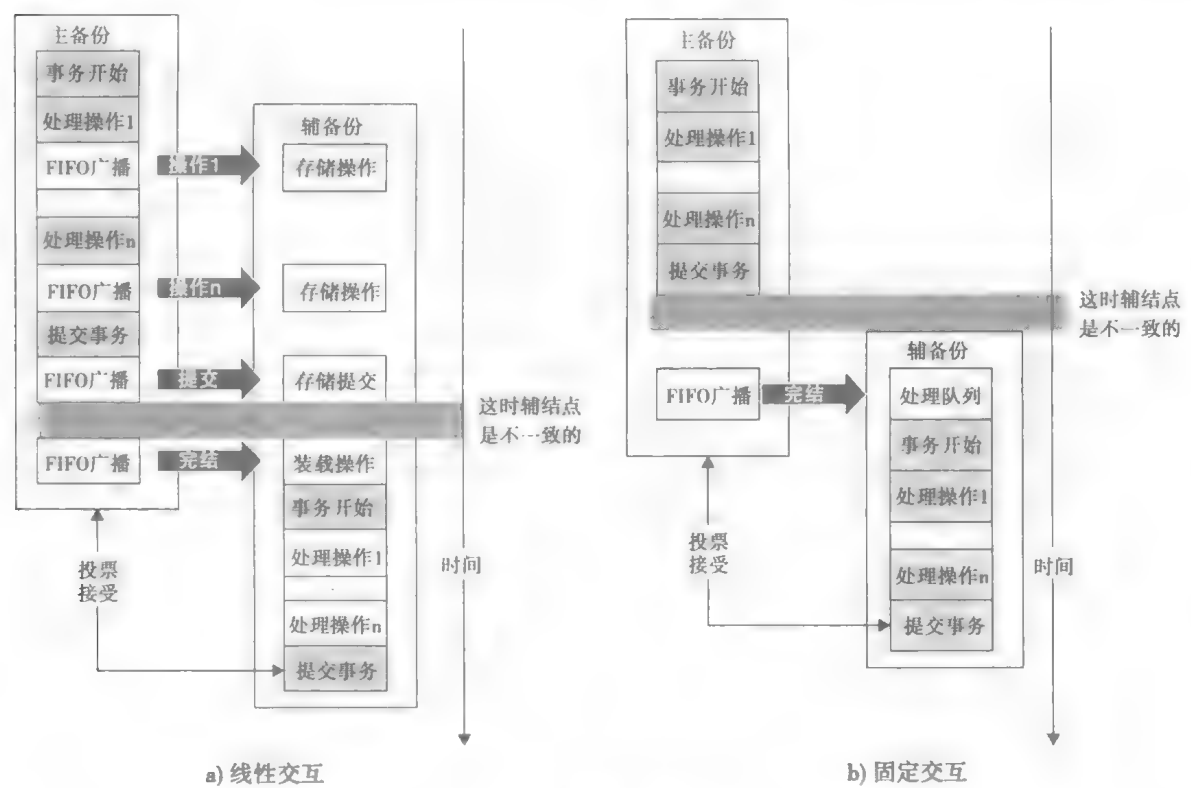 主备份
事务开始
处理操作1
FIFO广播
操作1
处理操作n
FIFO广播
操作n
提交事务
FIFO广播
提交
FIFO广播
完结
辅备份
存储操作
存储操作
存储提交
装载操作
事务开始
处理操作1
处理操作n
提交事务
这时辅结点
是不一致的
投票
接受
时间
a) 线性交互
主备份
事务开始
处理操作1
处理操作n
提交事务
FIFO广播
完结
这时辅结点
是不一致的
辅备份
处理队列
事务开始
处理操作1
处理操作n
提交事务
投票
接受
时间
b) 固定交互